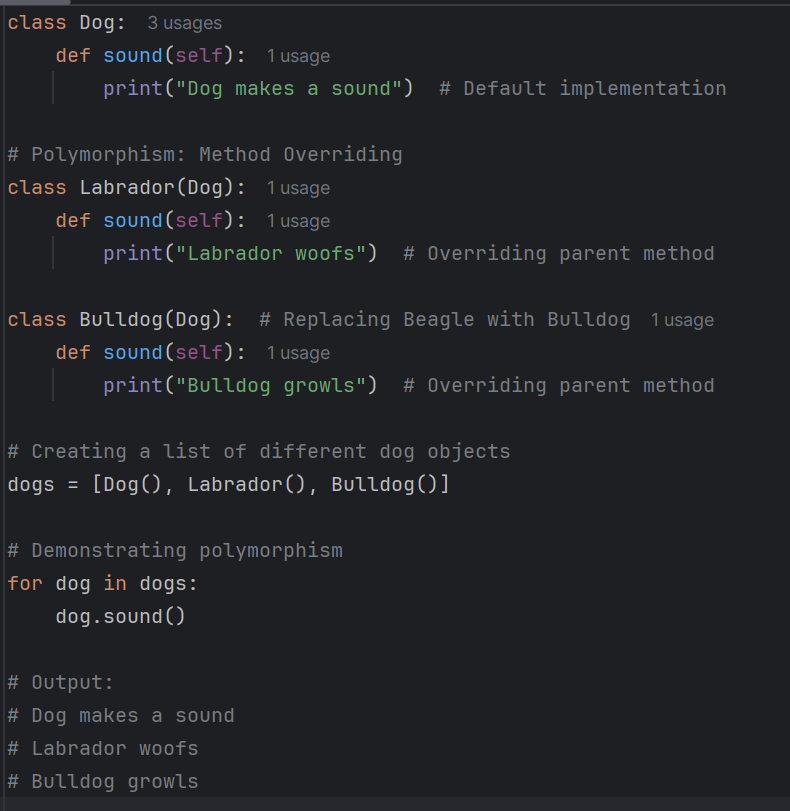 class Dog:  3 usages
    def sound(self):  1 usage
        print("Dog makes a sound")  # Default implementation

# Polymorphism: Method Overriding
class Labrador(Dog):  1 usage
    def sound(self):  1 usage
        print("Labrador woofs")  # Overriding parent method

class Bulldog(Dog):  # Replacing Beagle with Bulldog  1 usage
    def sound(self):  1 usage
        print("Bulldog growls")  # Overriding parent method

# Creating a list of different dog objects
dogs = [Dog(), Labrador(), Bulldog()]

# Demonstrating polymorphism
for dog in dogs:
    dog.sound()

# Output:
# Dog makes a sound
# Labrador woofs
# Bulldog growls